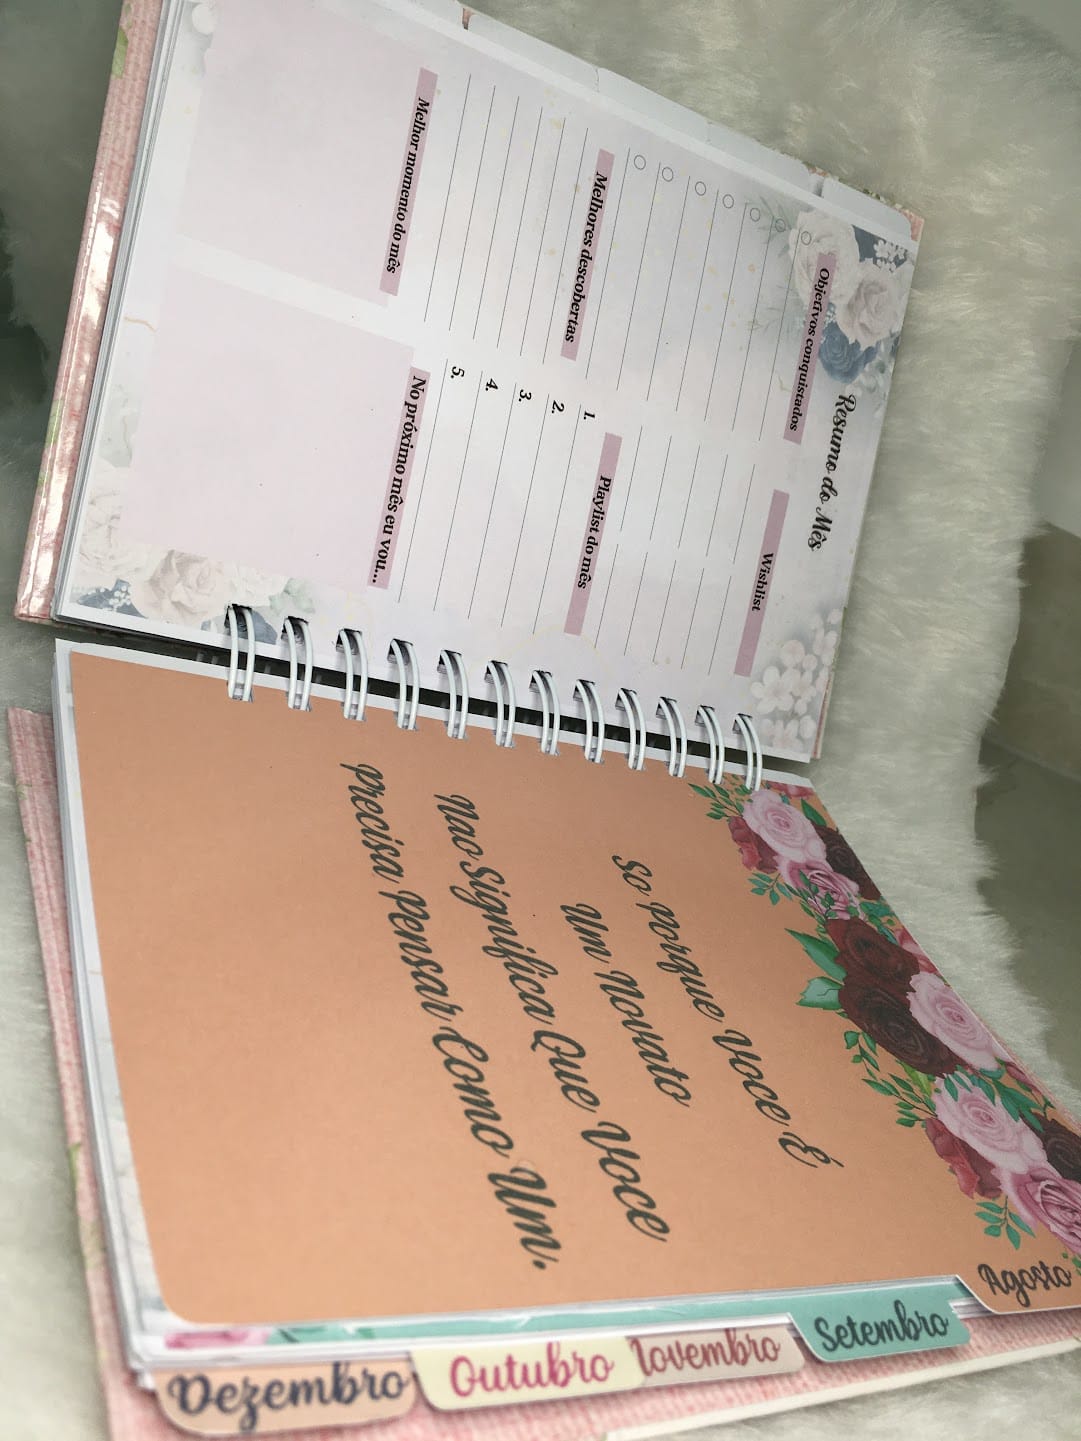 Resumo do Mês
Objetivos conquistados
Wishlist
Melhores descobertas
Playlist do mês
1.
2.
3.
4.
5.
Melhor momento do mês
No próximo mês eu vou...
So Porque Voce É
Um Novato
Nao Significa Que Voce
precisa Pensar Como Um.
Agosto
Setembro
Novembro
Outubro
Dezembro